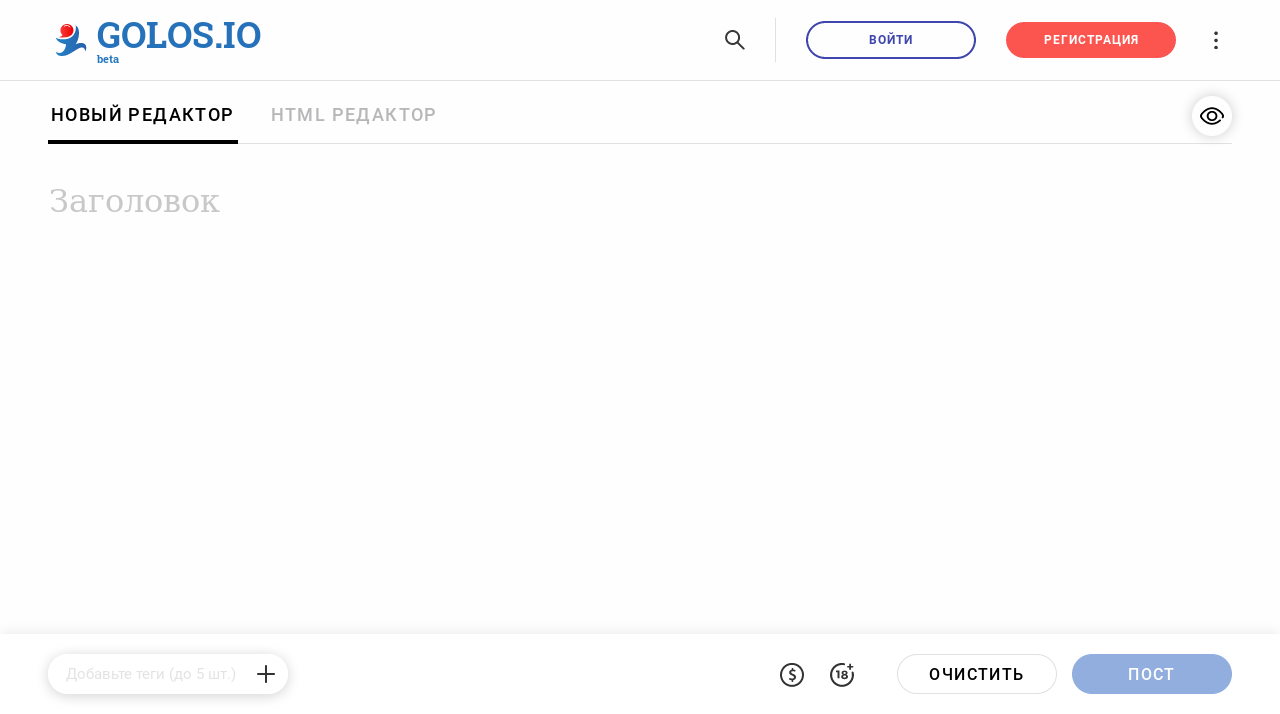 GOLOS.IO
beta
ВОЙТИ
РЕГИСТРАЦИЯ
НОВЫЙ РЕДАКТОР
HTML РЕДАКТОР
Заголовок
Добавьте теги (до 5 шт.)
$
18+
ОЧИСТИТЬ
ПОСТ